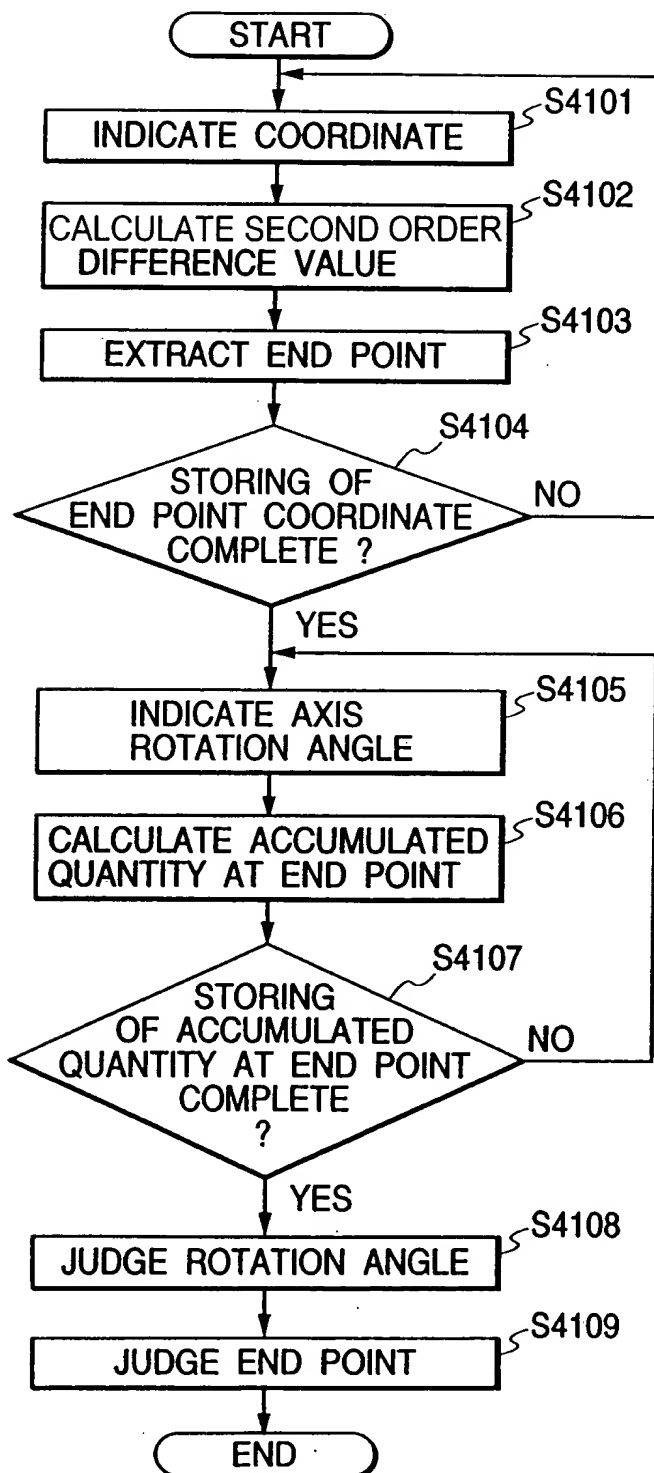 START
S4101
INDICATE COORDINATE
S4102
CALCULATE SECOND ORDER
DIFFERENCE VALUE
S4103
EXTRACT END POINT
S4104
STORING OF
END POINT COORDINATE
COMPLETE ?
NO
YES
S4105
INDICATE AXIS
ROTATION ANGLE
S4106
CALCULATE ACCUMULATED
QUANTITY AT END POINT
S4107
STORING
OF ACCUMULATED
QUANTITY AT END POINT
COMPLETE
?
NO
YES
S4108
JUDGE ROTATION ANGLE
S4109
JUDGE END POINT
END